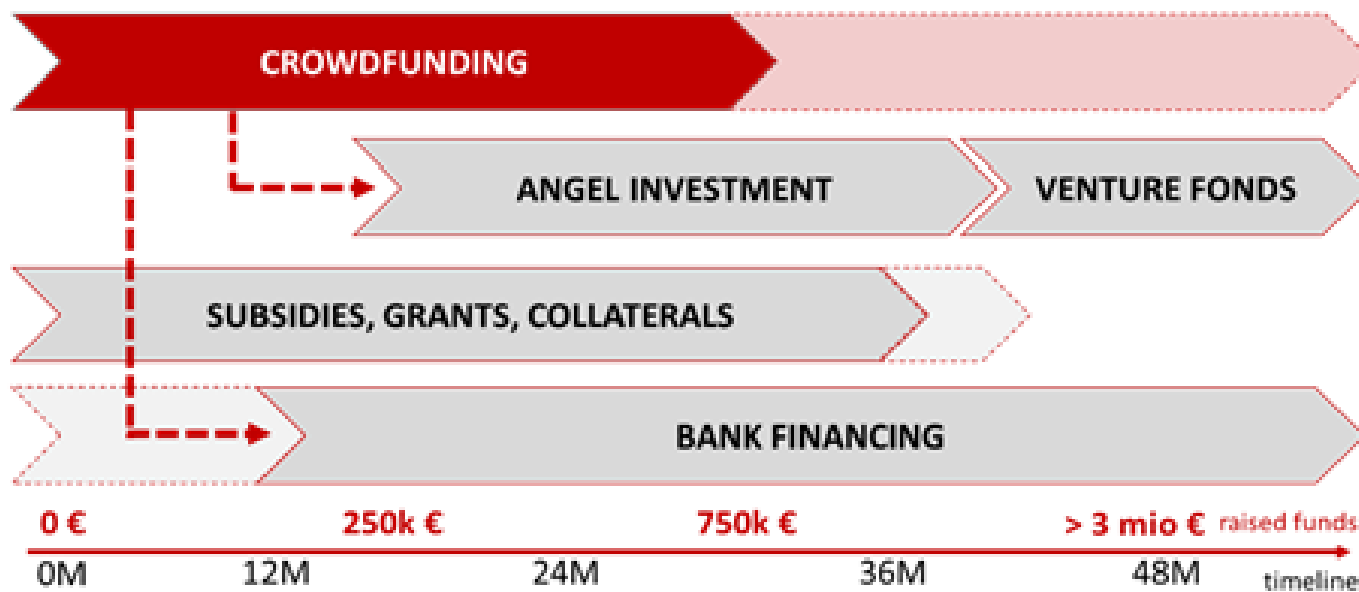 CROWDFUNDING
ANGEL INVESTMENT VENTURE FONDS
SUBSIDIES, GRANTS, COLLATERALS
BANK FINANCING
0 € 250k € 750k € > 3 mio € raised funds
0M 12M 24M 36M 48M timeline